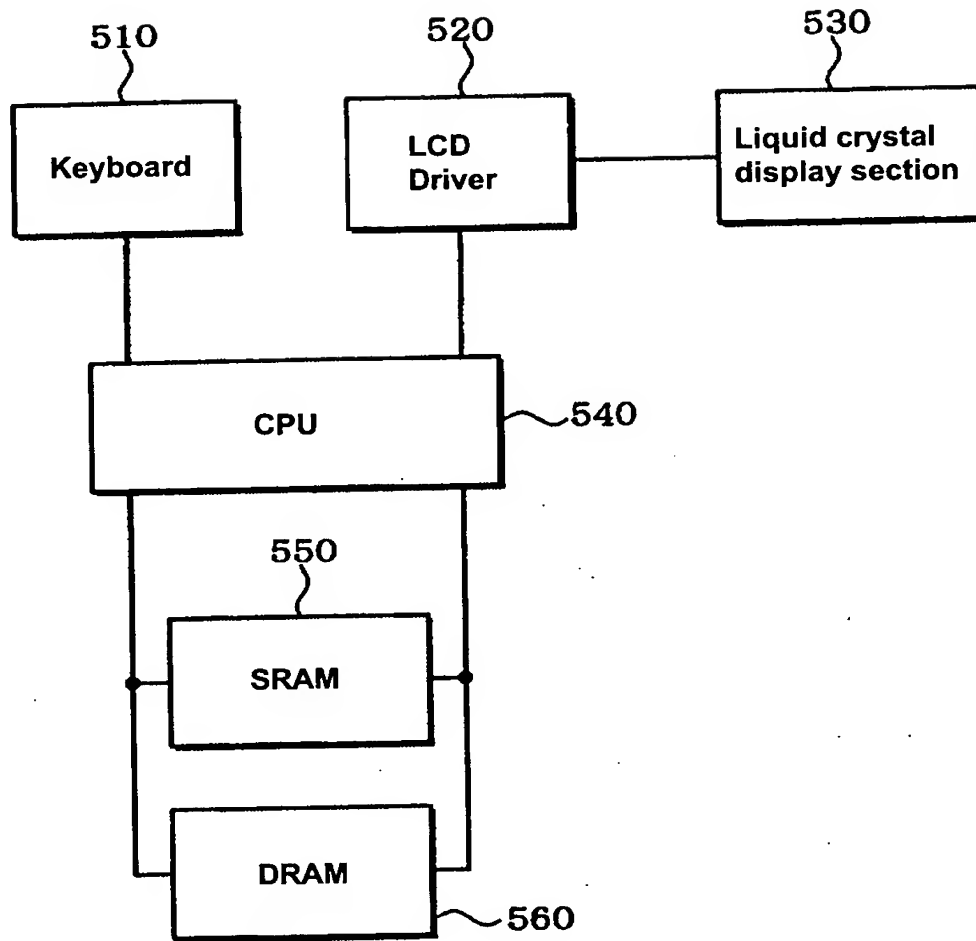 510
520
530
Keyboard
LCD
Driver
Liquid crystal
display section
CPU
540
550
SRAM
DRAM
560